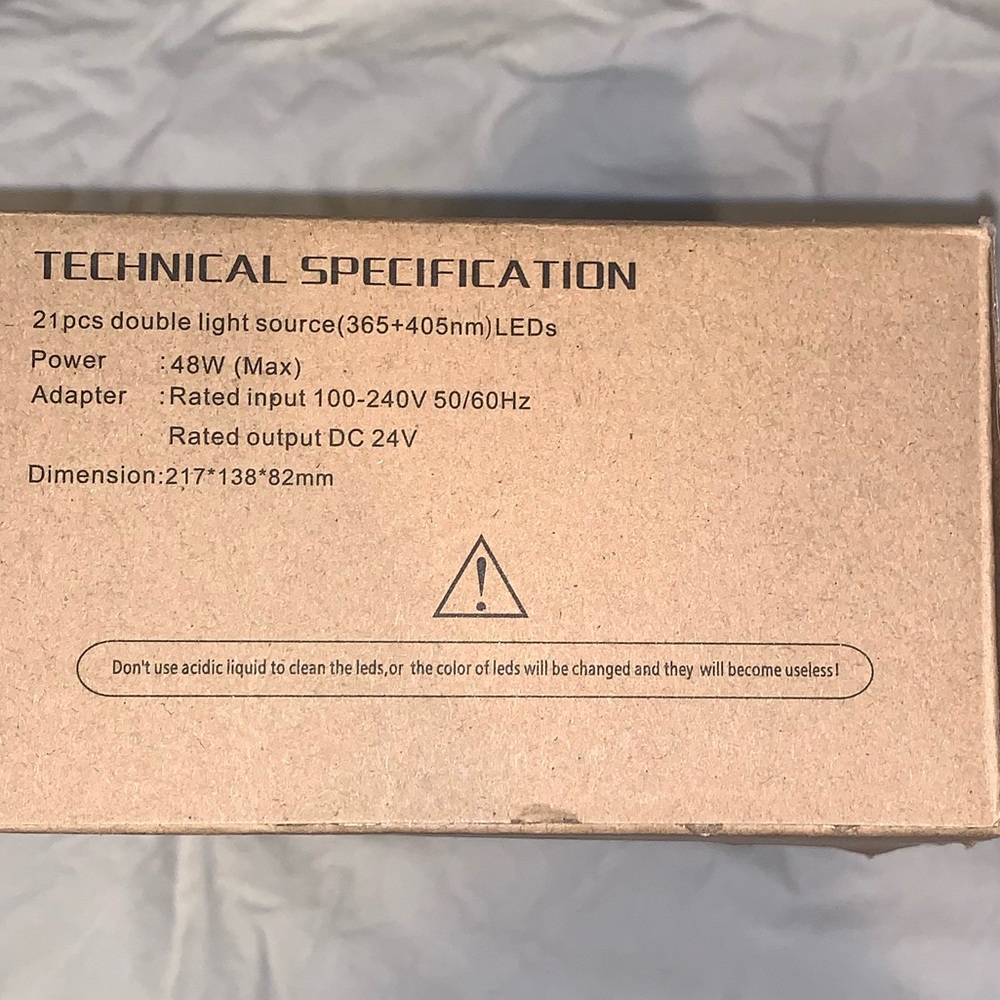 TECHNICAL SPECIFICATION
21pcs double light source(365+405nm)LEDs
Power :48W (Max)
Adapter :Rated input 100-240V 50/60Hz
Rated output DC 24V
Dimension:217*138*82mm
Don't use acidic liquid to clean the leds,or the color of leds will be changed and they will become useless!